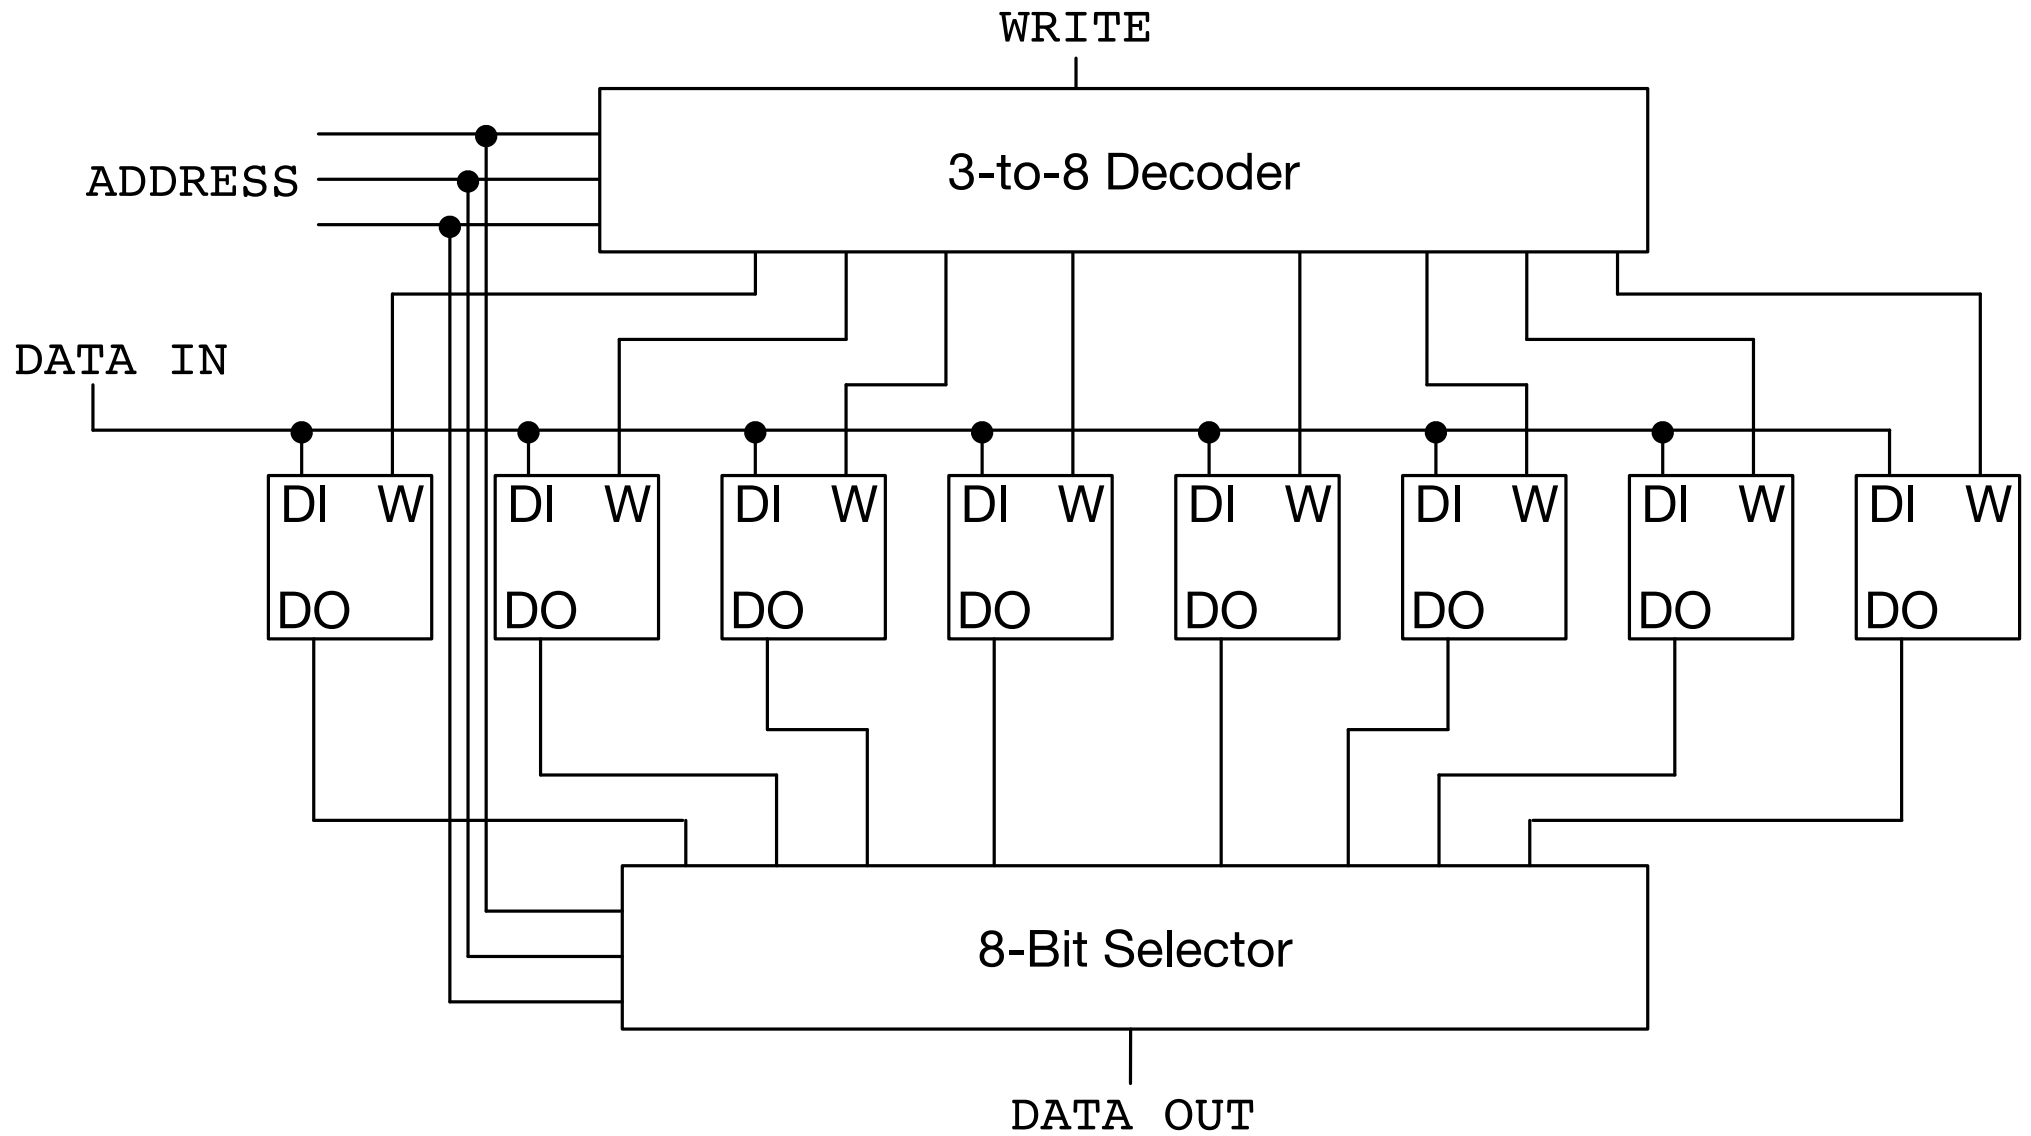 WRITE
3-to-8 Decoder
ADDRESS
DATA IN
DI W DI W DI W DI W DI W DI W DI W DI W
DO DO DO DO DO DO DO DO
8-Bit Selector
DATA OUT